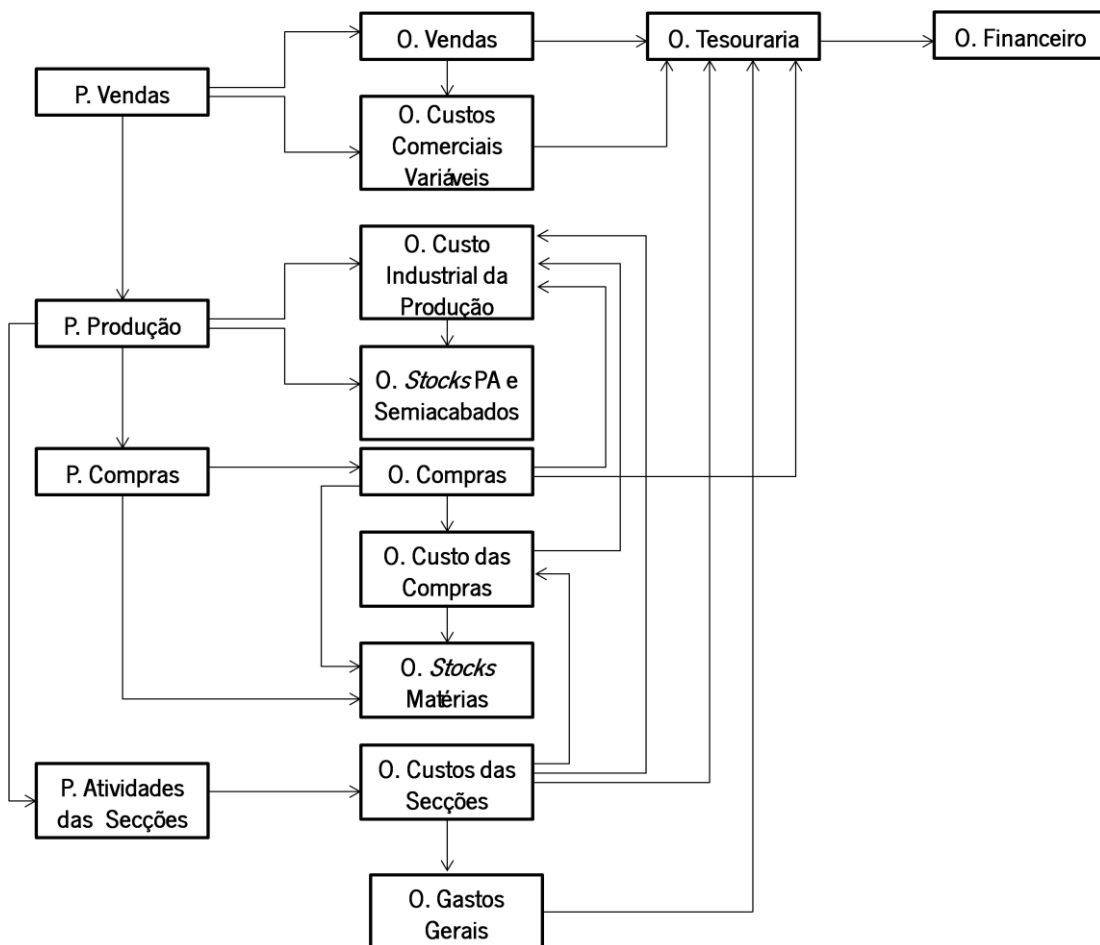 O. Vendas
O. Tesouraria
O. Financeiro
P. Vendas
O. Custos
Comerciais
Variáveis
O. Custo
Industrial da
Produção
P. Produção
O. Stocks PA e
Semiacabados
P. Compras
O. Compras
O. Custo das
Compras
O. Stocks
Matérias
P. Atividades
das Secções
O. Custos das
Secções
O. Gastos
Gerais